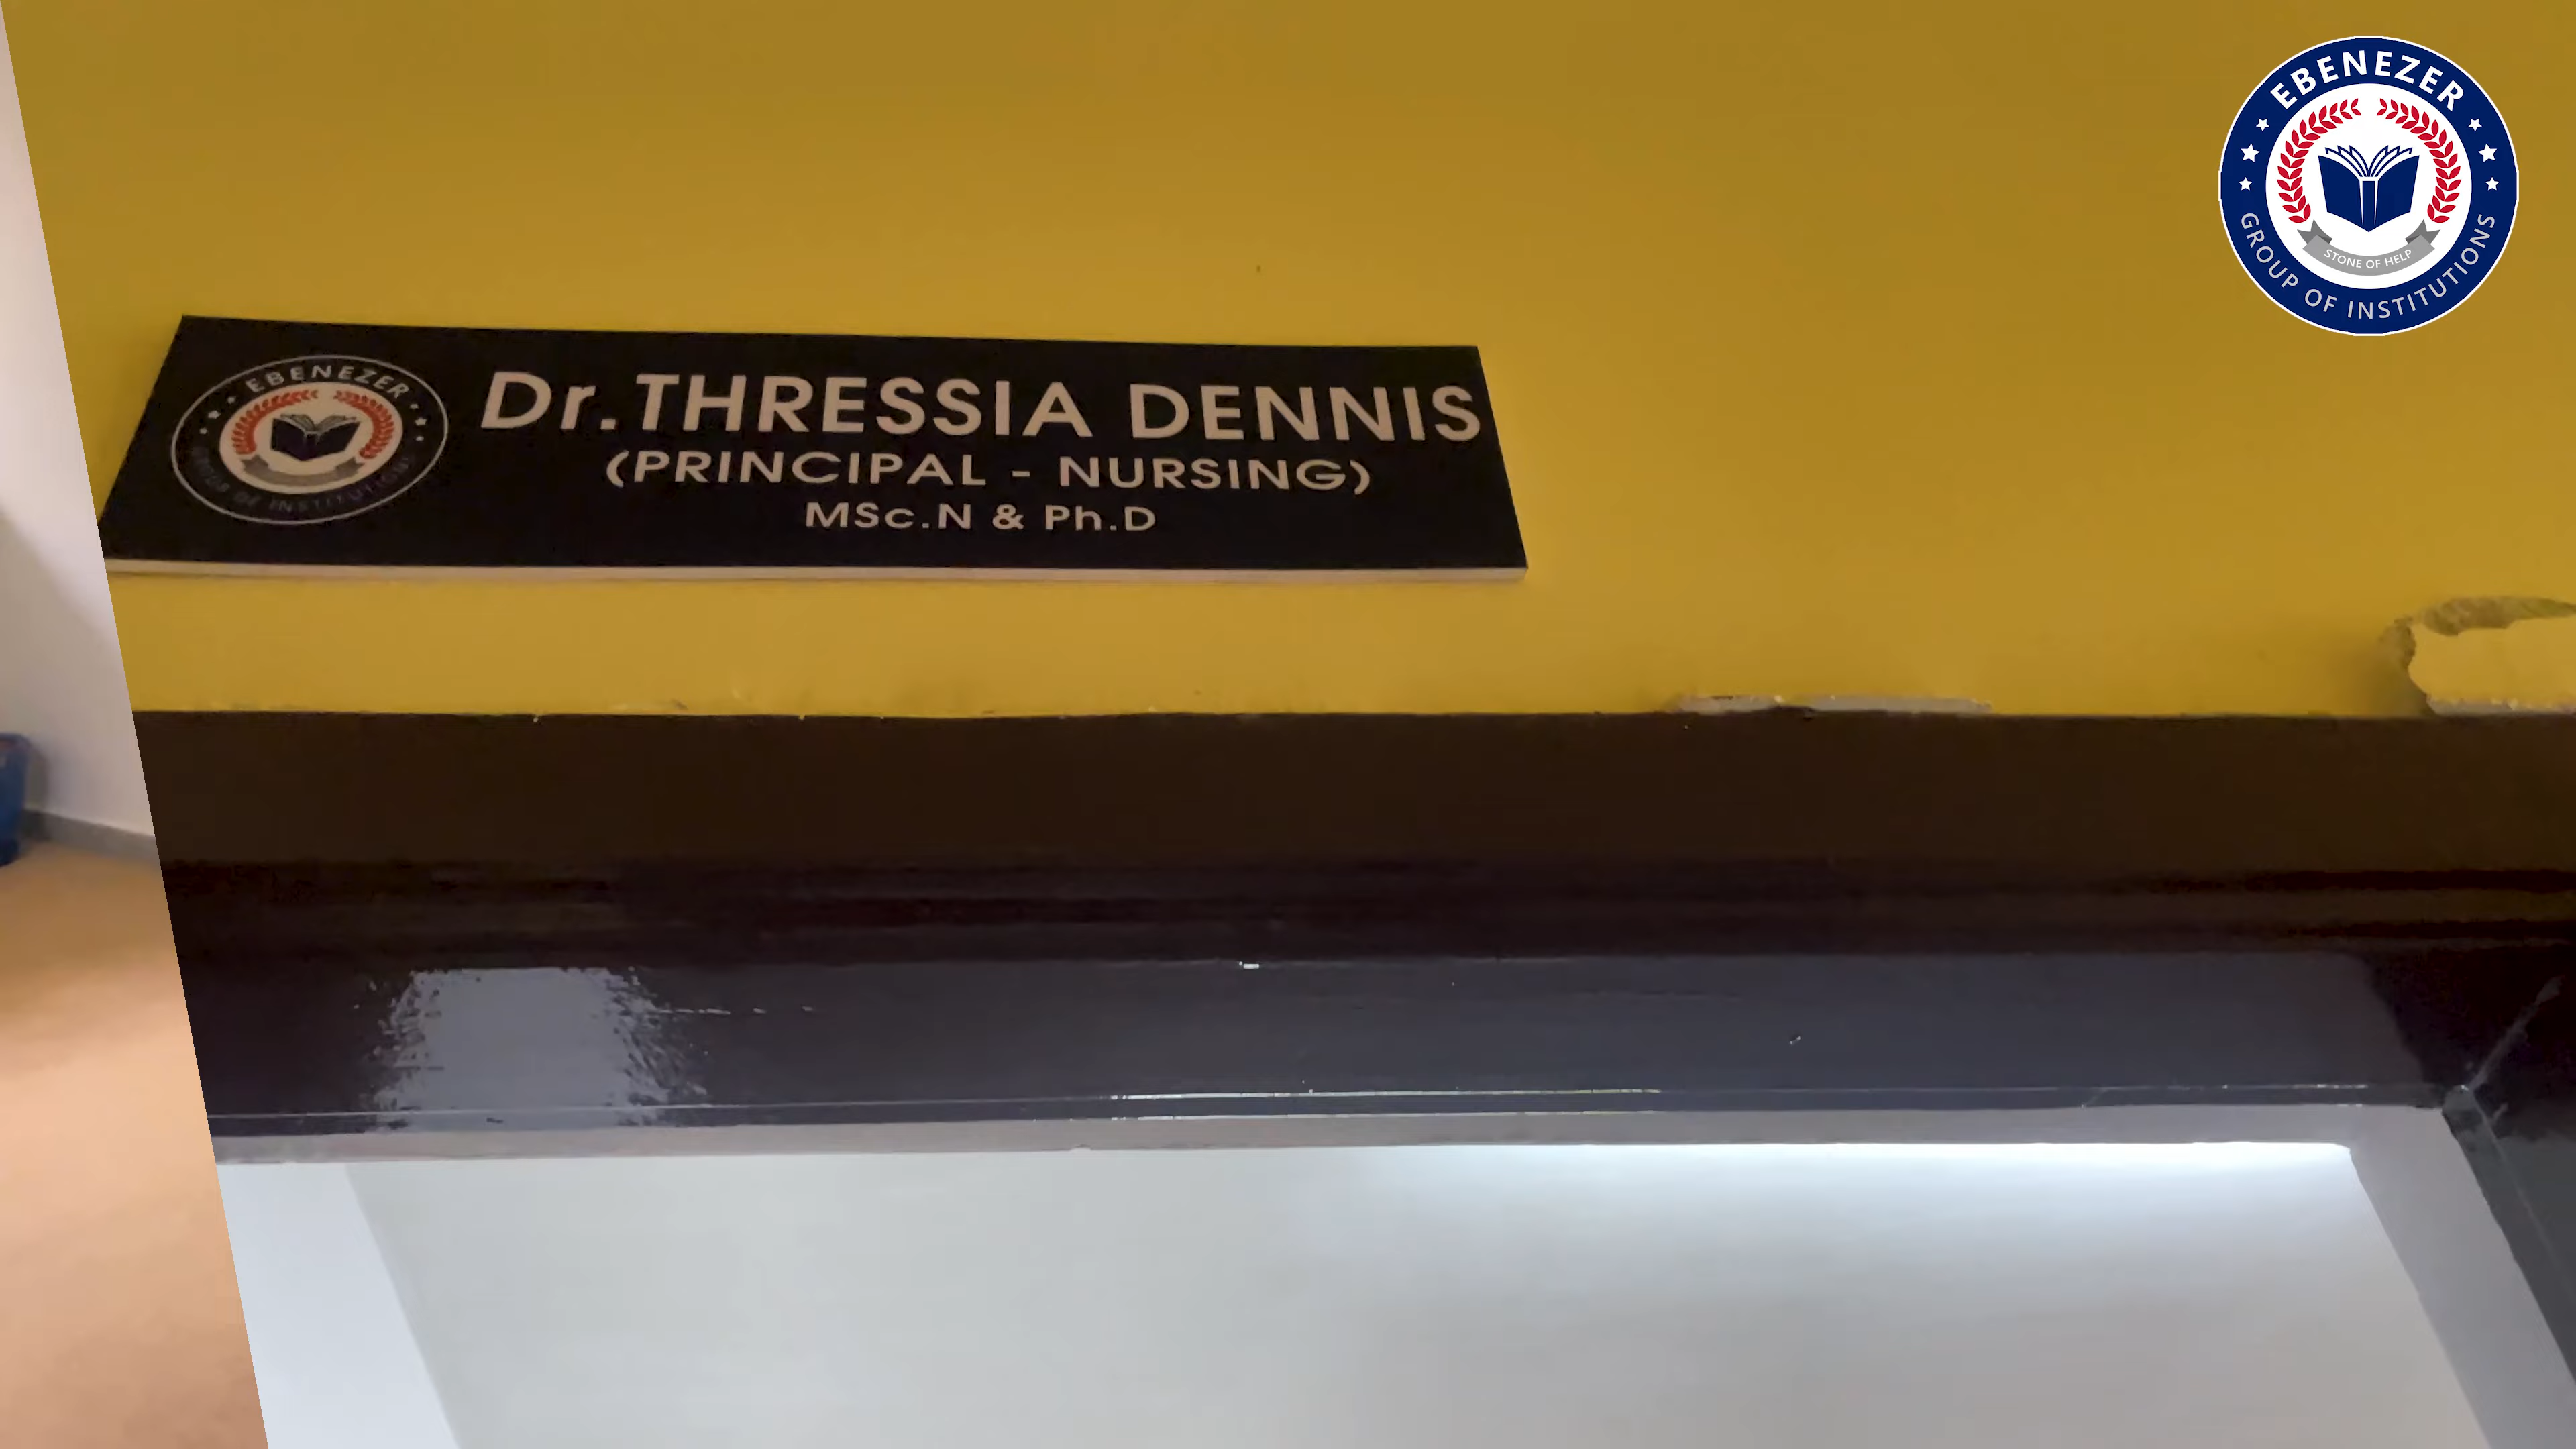 EBENEZER
GROUP OF INSTITUTIONS
STONE OF HELP
EBENEZER
GROUP OF INSTITUTIONS
Dr.THRESSIA DENNIS
(PRINCIPAL - NURSING)
MSc.N & Ph.D